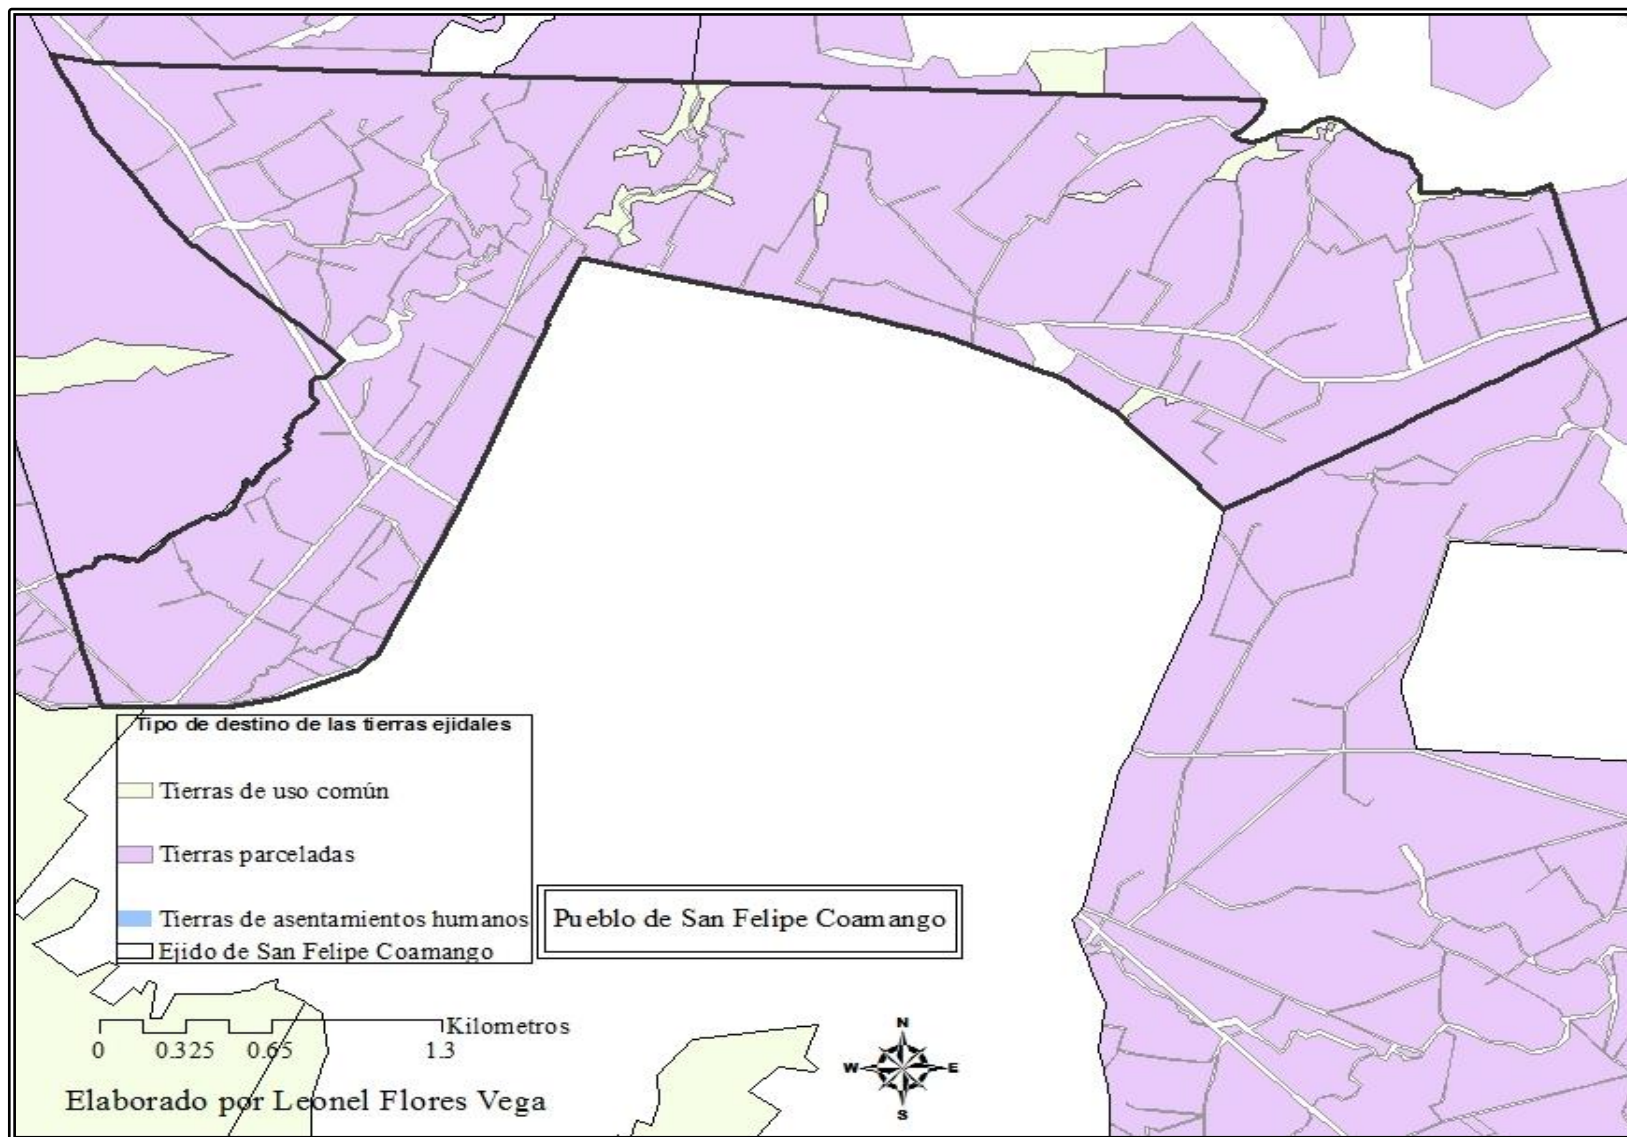 Tipo de destino de las tierras ejidales
Tierras de uso común
Tierras parceladas
Tierras de asentamientos humanos
Ejido de San Felipe Coamango
Pueblo de San Felipe Coamango
Kilometros
0 0.325 0.65 1.3
N
W E
S
Elaborado por Leonel Flores Vega